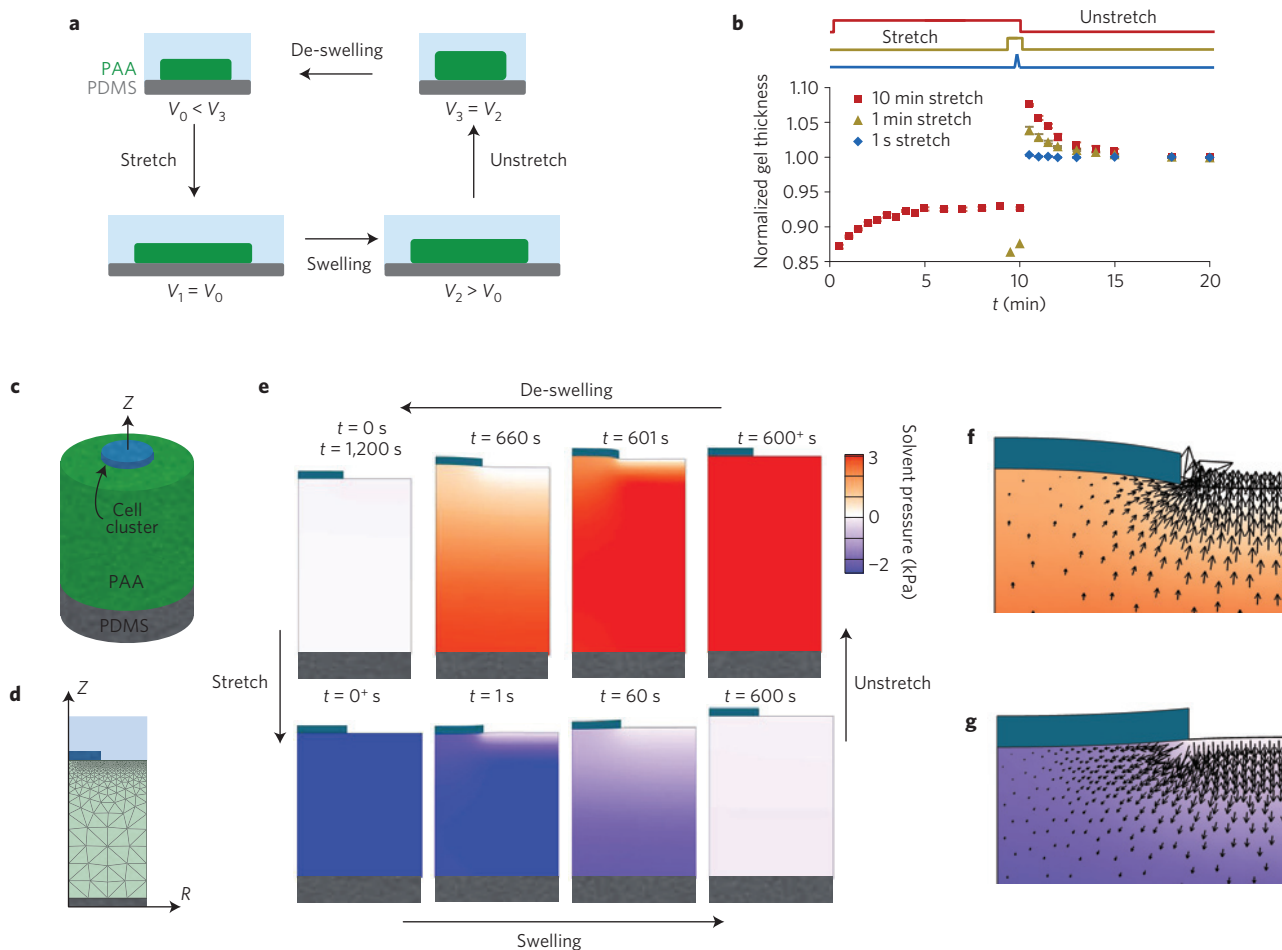 a
PAA
PDMS
V0 < V3
De-swelling
V3 = V2
Stretch
Unstretch
Swelling
V1 = V0
V2 > V0
b
Unstretch
Stretch
10 min stretch
1 min stretch
1 s stretch
Normalized gel thickness
1.10
1.05
1.00
0.95
0.90
0.85
0
5
10
15
20
t (min)
c
Z
Cell
cluster
PAA
PDMS
d
Z
R
e
De-swelling
t = 0 s
t = 1,200 s
t = 660 s
t = 601 s
t = 600+ s
Solvent pressure (kPa)
3
0
−2
Stretch
Unstretch
t = 0+ s
t = 1 s
t = 60 s
t = 600 s
Swelling
f
g